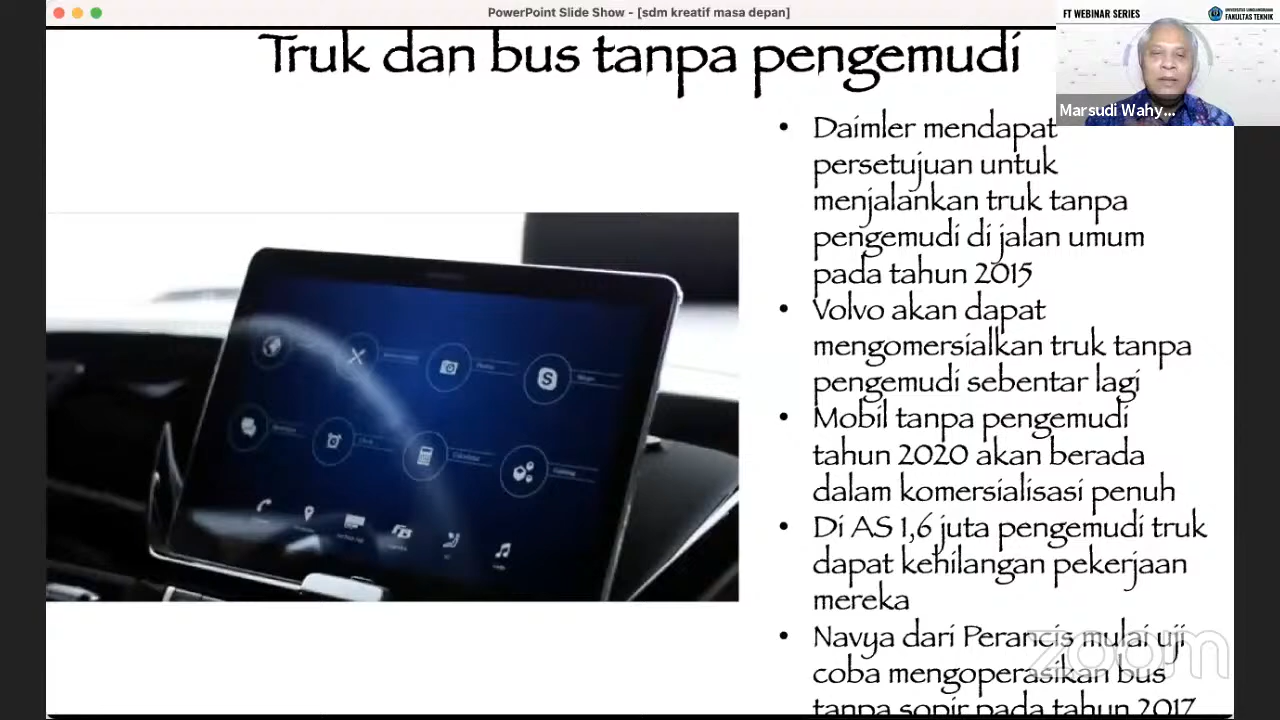 PowerPoint Slide Show - [sdm kreatif masa depan]
FT WEBINAR SERIES
FAKULTAS TEKNIK
Marsudi Wahy...
Truk dan bus tanpa pengemudi
• Daimler mendapat
persetujuan untuk
menjalankan truk tanpa
pengemudi di jalan umum
pada tahun 2015
• Volvo akan dapat
mengomersialkan truk tanpa
pengemudi sebentar lagi
• Mobil tanpa pengemudi
tahun 2020 akan berada
dalam komersialisasi penuh
• Di AS 1,6 juta pengemudi truk
dapat kehilangan pekerjaan
mereka
• Navya dari Perancis mulai uji
coba mengoperasikan bus
tanpa sopir pada tahun 2017
Calculator
S
zoom